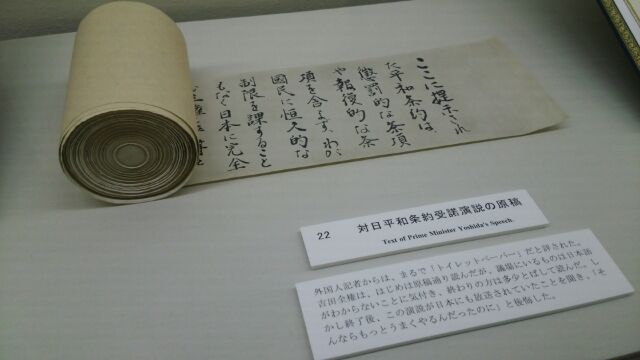 ここに提示され
た平和条約は、
懲罰的な条項
や報復的な条
項を含まず、わが
國民に恒久的な
制限を課すること
もなく日本に完全
22 対日平和条約受諾演説の原稿
Text of Prime Minister Yoshida's Speech.
外国人記者からは、まるで「トイレットペーパー」だと評された。
吉田全権は、はじめは原稿通り読んだが、議場にいるものは日本語
がわからないことに気付き、終わりの方は多少とばして読んだ。し
かし終了後、この演説が日本にも放送されていたことを聞き、「そ
んならもっとうまくやるんだったのに」と後悔した。